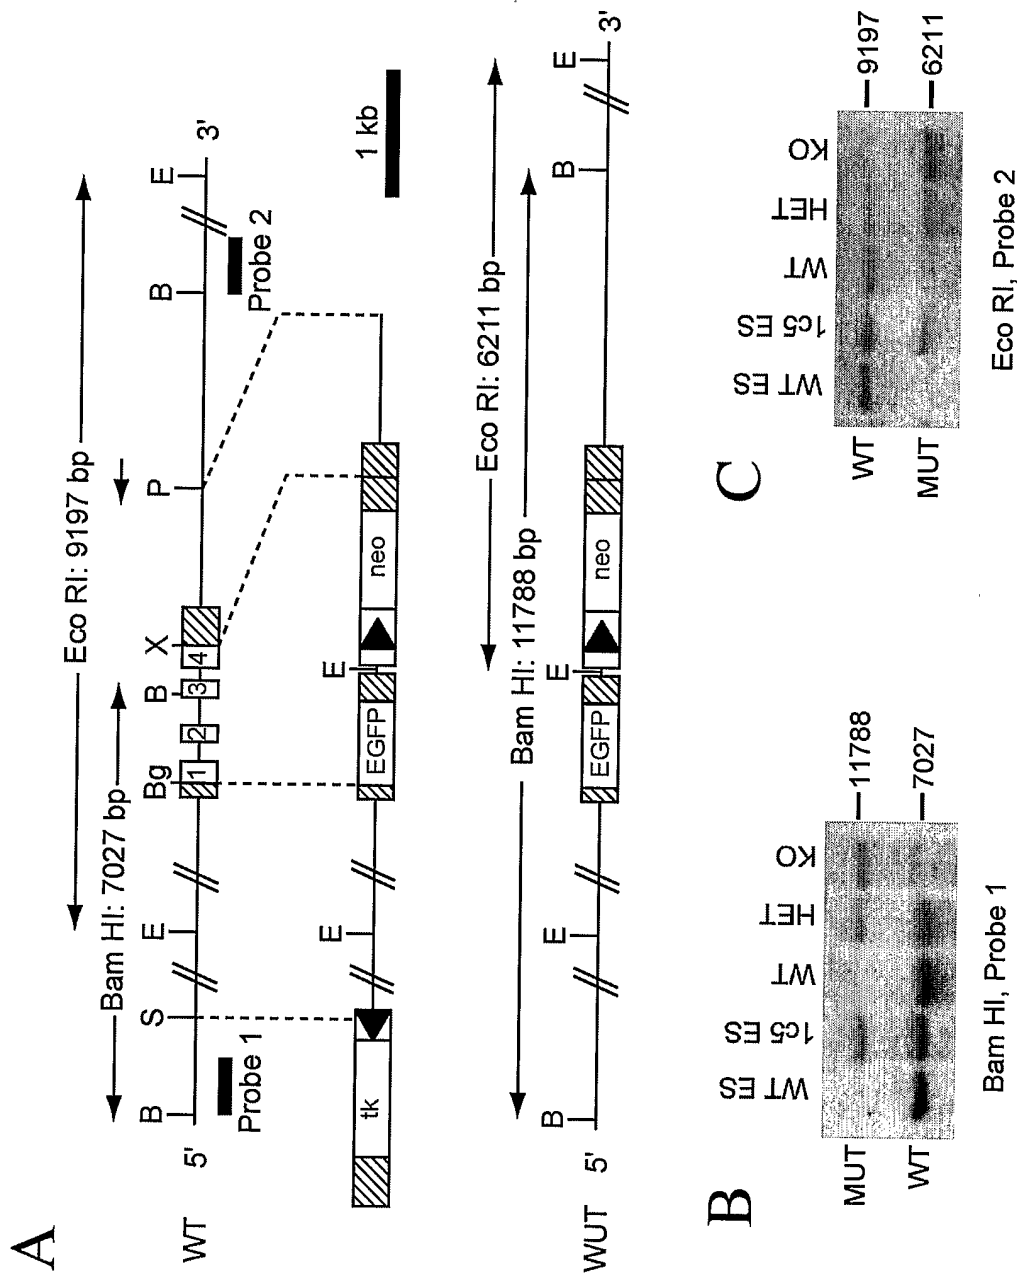 A
Eco RI: 9197 bp
Bam HI: 7027 bp
B S E Bg B X P B E
WT 5' 1 2 3 4 3'
Probe 1
Probe 2
E E
tk EGFP neo
1 kb
Eco RI: 6211 bp
Bam HI: 11788 bp
B E E B E
WUT 5' EGFP neo 3'
B
WT ES 1c5 ES WT HET KO
MUT 11788
WT 7027
Bam HI, Probe 1
C
WT ES 1c5 ES WT HET KO
WT 9197
MUT 6211
Eco RI, Probe 2